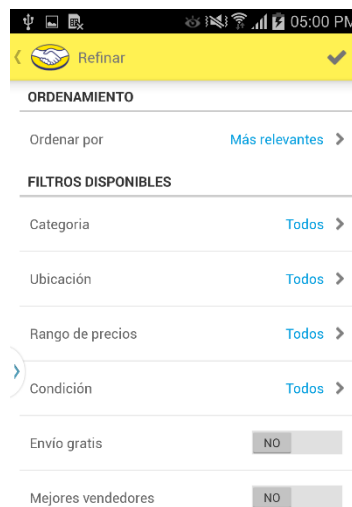 05:00 PM
Refinar
ORDENAMIENTO
Ordenar por Más relevantes
FILTROS DISPONIBLES
Categoria Todos
Ubicación Todos
Rango de precios Todos
Condición Todos
Envío gratis NO
Mejores vendedores NO